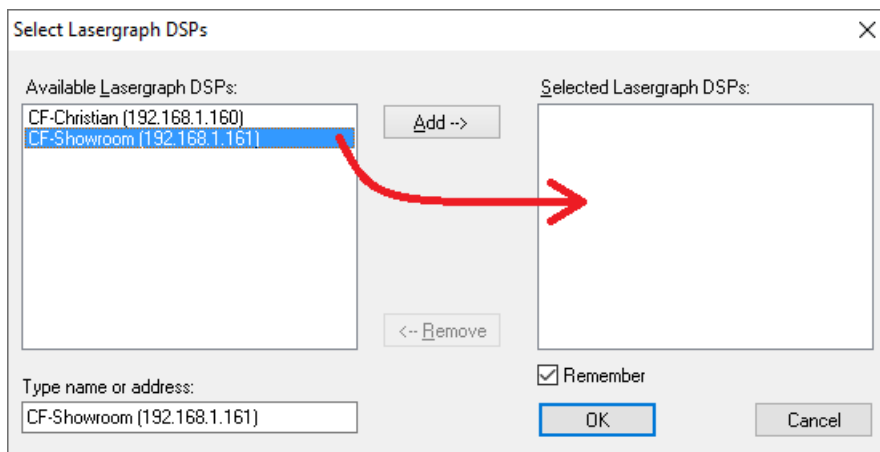 Select Lasergraph DSPs
Available Lasergraph DSPs:
CF-Christian (192.168.1.160)
CF-Showroom (192.168.1.161)
Add -->
Selected Lasergraph DSPs:
<-- Remove
Type name or address:
CF-Showroom (192.168.1.161)
Remember
OK
Cancel